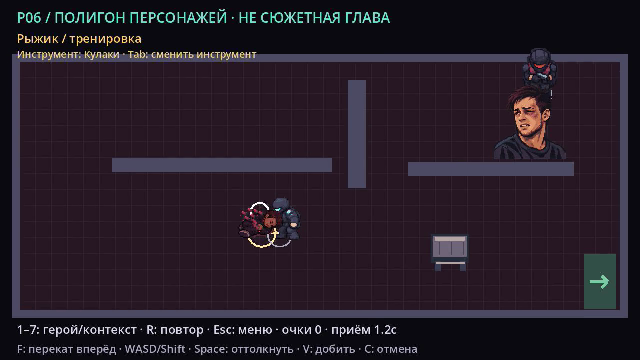 P06 / ПОЛИГОН ПЕРСОНАЖЕЙ · НЕ СЮЖЕТНАЯ ГЛАВА
Рыжик / тренировка
Инструмент: Кулаки · Tab: сменить инструмент
1–7: герой/контекст · R: повтор · Esc: меню · очки 0 · приём 1.2с
F: перекат вперёд · WASD/Shift · Space: оттолкнуть · V: добить · C: отмена